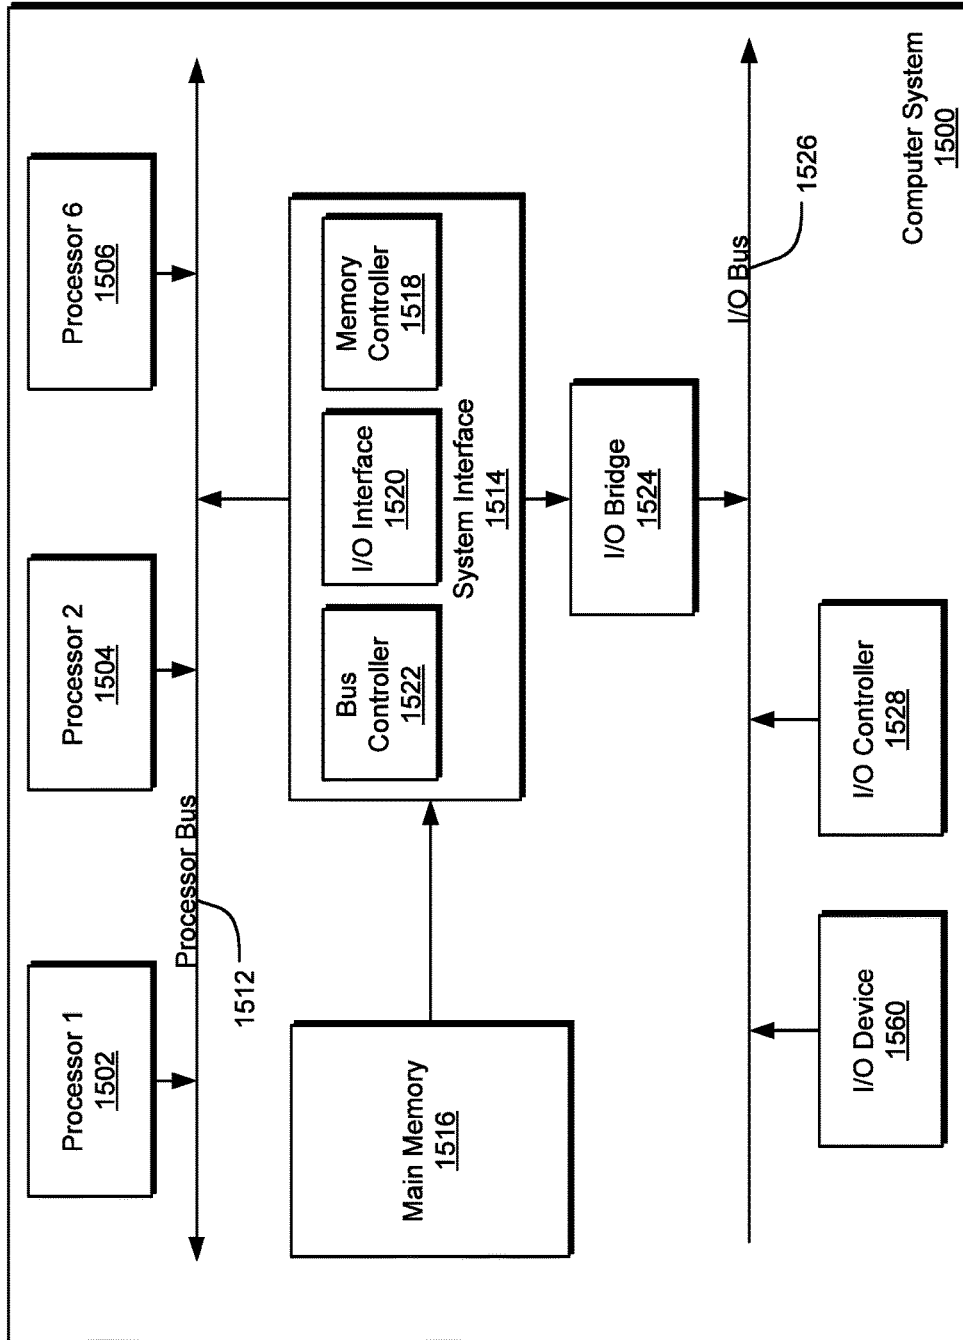 Processor 1
1502
Processor 2
1504
Processor 6
1506
Processor Bus
1512
Main Memory
1516
Bus
Controller
1522
I/O Interface
1520
Memory
Controller
1518
System Interface
1514
I/O Bridge
1524
I/O Bus
1526
I/O Device
1560
I/O Controller
1528
Computer System
1500